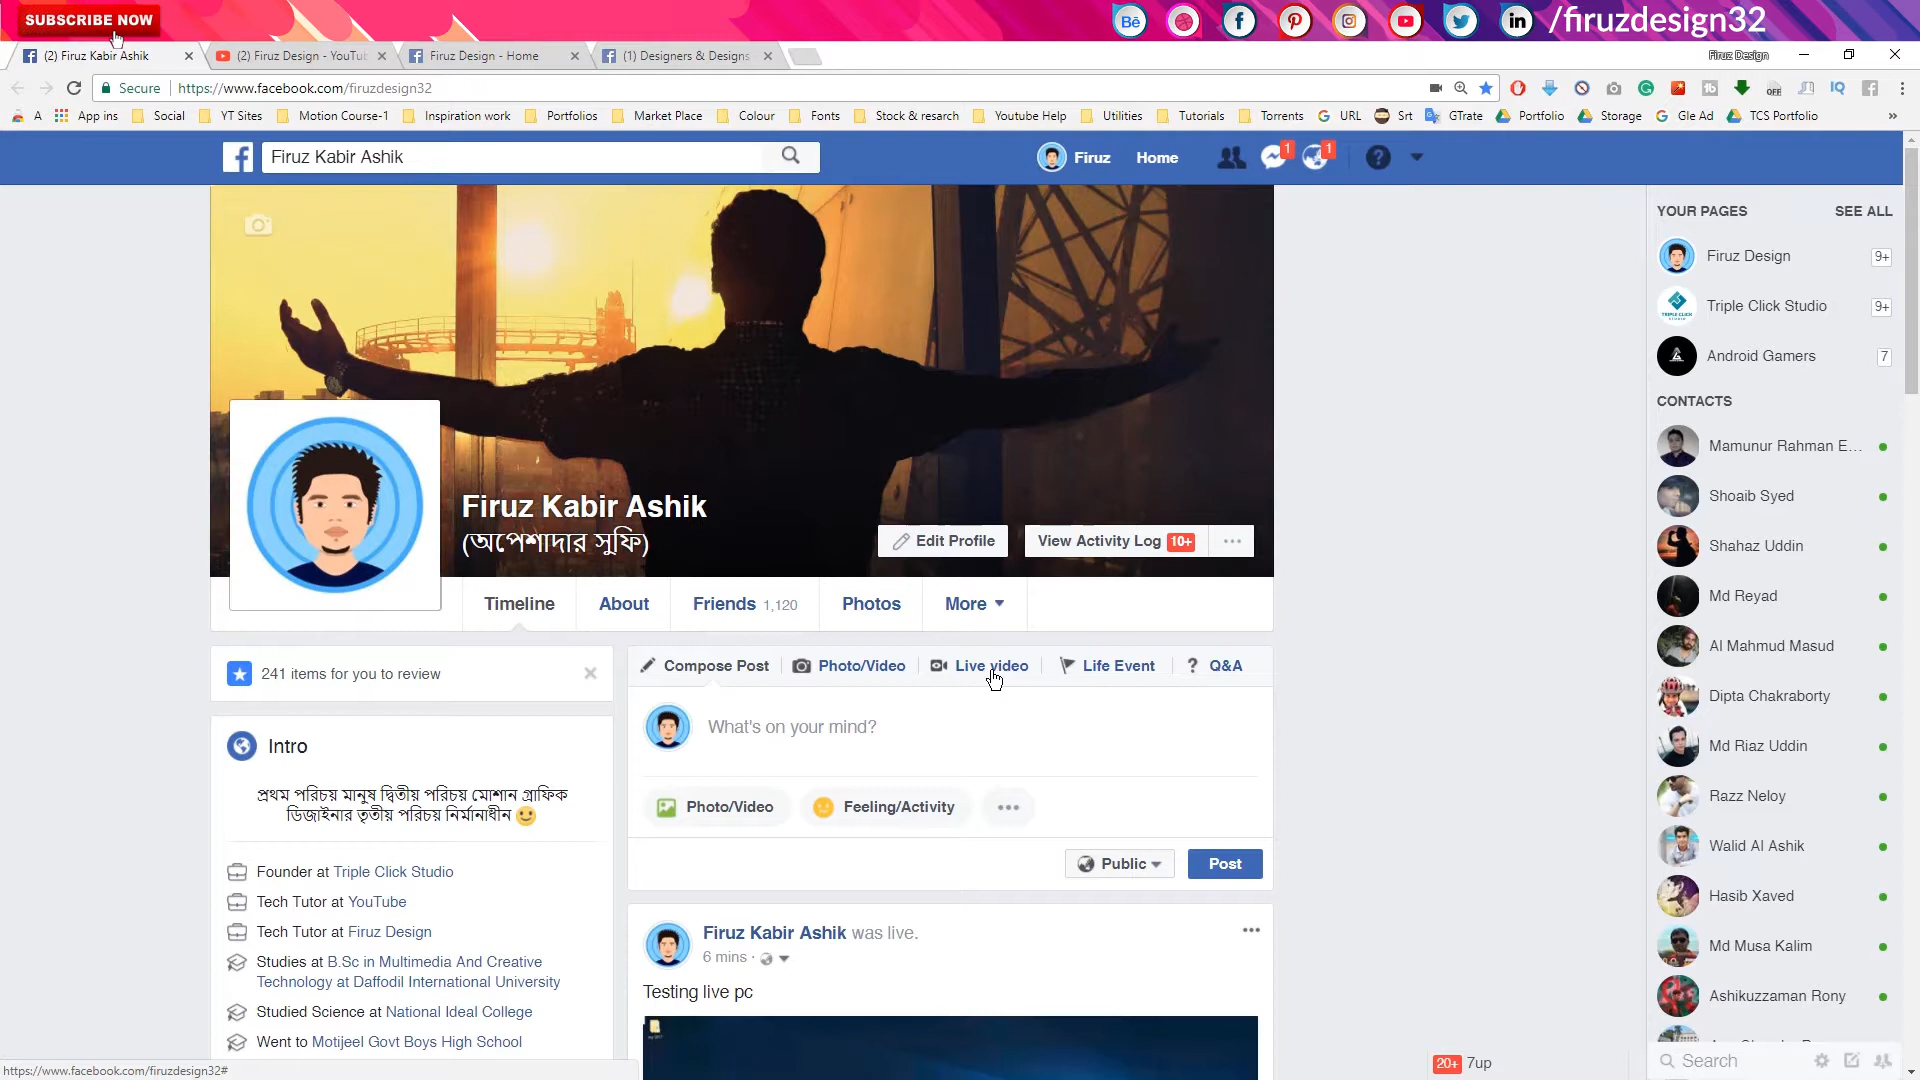 SUBSCRIBE NOW
/firuzdesign32
(2) Firuz Kabir Ashik
(2) Firuz Design - YouTub
Firuz Design - Home
(1) Designers & Designs
Firuz Design
Secure
https://www.facebook.com/firuzdesign32
A
App ins
Social
YT Sites
Motion Course-1
Inspiration work
Portfolios
Market Place
Colour
Fonts
Stock & resarch
Youtube Help
Utilities
Tutorials
Torrents
URL
Srt
GTrate
Portfolio
Storage
Gle Ad
TCS Portfolio
»
Firuz Kabir Ashik
Firuz
Home
1
1
Firuz Kabir Ashik
(অপেশাদার সুফি)
Edit Profile
View Activity Log 10+
Timeline
About
Friends 1,120
Photos
More
241 items for you to review
Intro
প্রথম পরিচয় মানুষ দ্বিতীয় পরিচয় মোশান গ্রাফিক
ডিজাইনার তৃতীয় পরিচয় নির্মানাধীন
Founder at Triple Click Studio
Tech Tutor at YouTube
Tech Tutor at Firuz Design
Studies at B.Sc in Multimedia And Creative
Technology at Daffodil International University
Studied Science at National Ideal College
Went to Motijeel Govt Boys High School
https://www.facebook.com/firuzdesign32#
Compose Post
Photo/Video
Live video
Life Event
? Q&A
What's on your mind?
Photo/Video
Feeling/Activity
Public
Post
Firuz Kabir Ashik was live.
6 mins ·
Testing live pc
YOUR PAGES
SEE ALL
Firuz Design 9+
Triple Click Studio 9+
Android Gamers 7
CONTACTS
Mamunur Rahman E...
Shoaib Syed
Shahaz Uddin
Md Reyad
Al Mahmud Masud
Dipta Chakraborty
Md Riaz Uddin
Razz Neloy
Walid Al Ashik
Hasib Xaved
Md Musa Kalim
Ashikuzzaman Rony
20+ 7up
Search